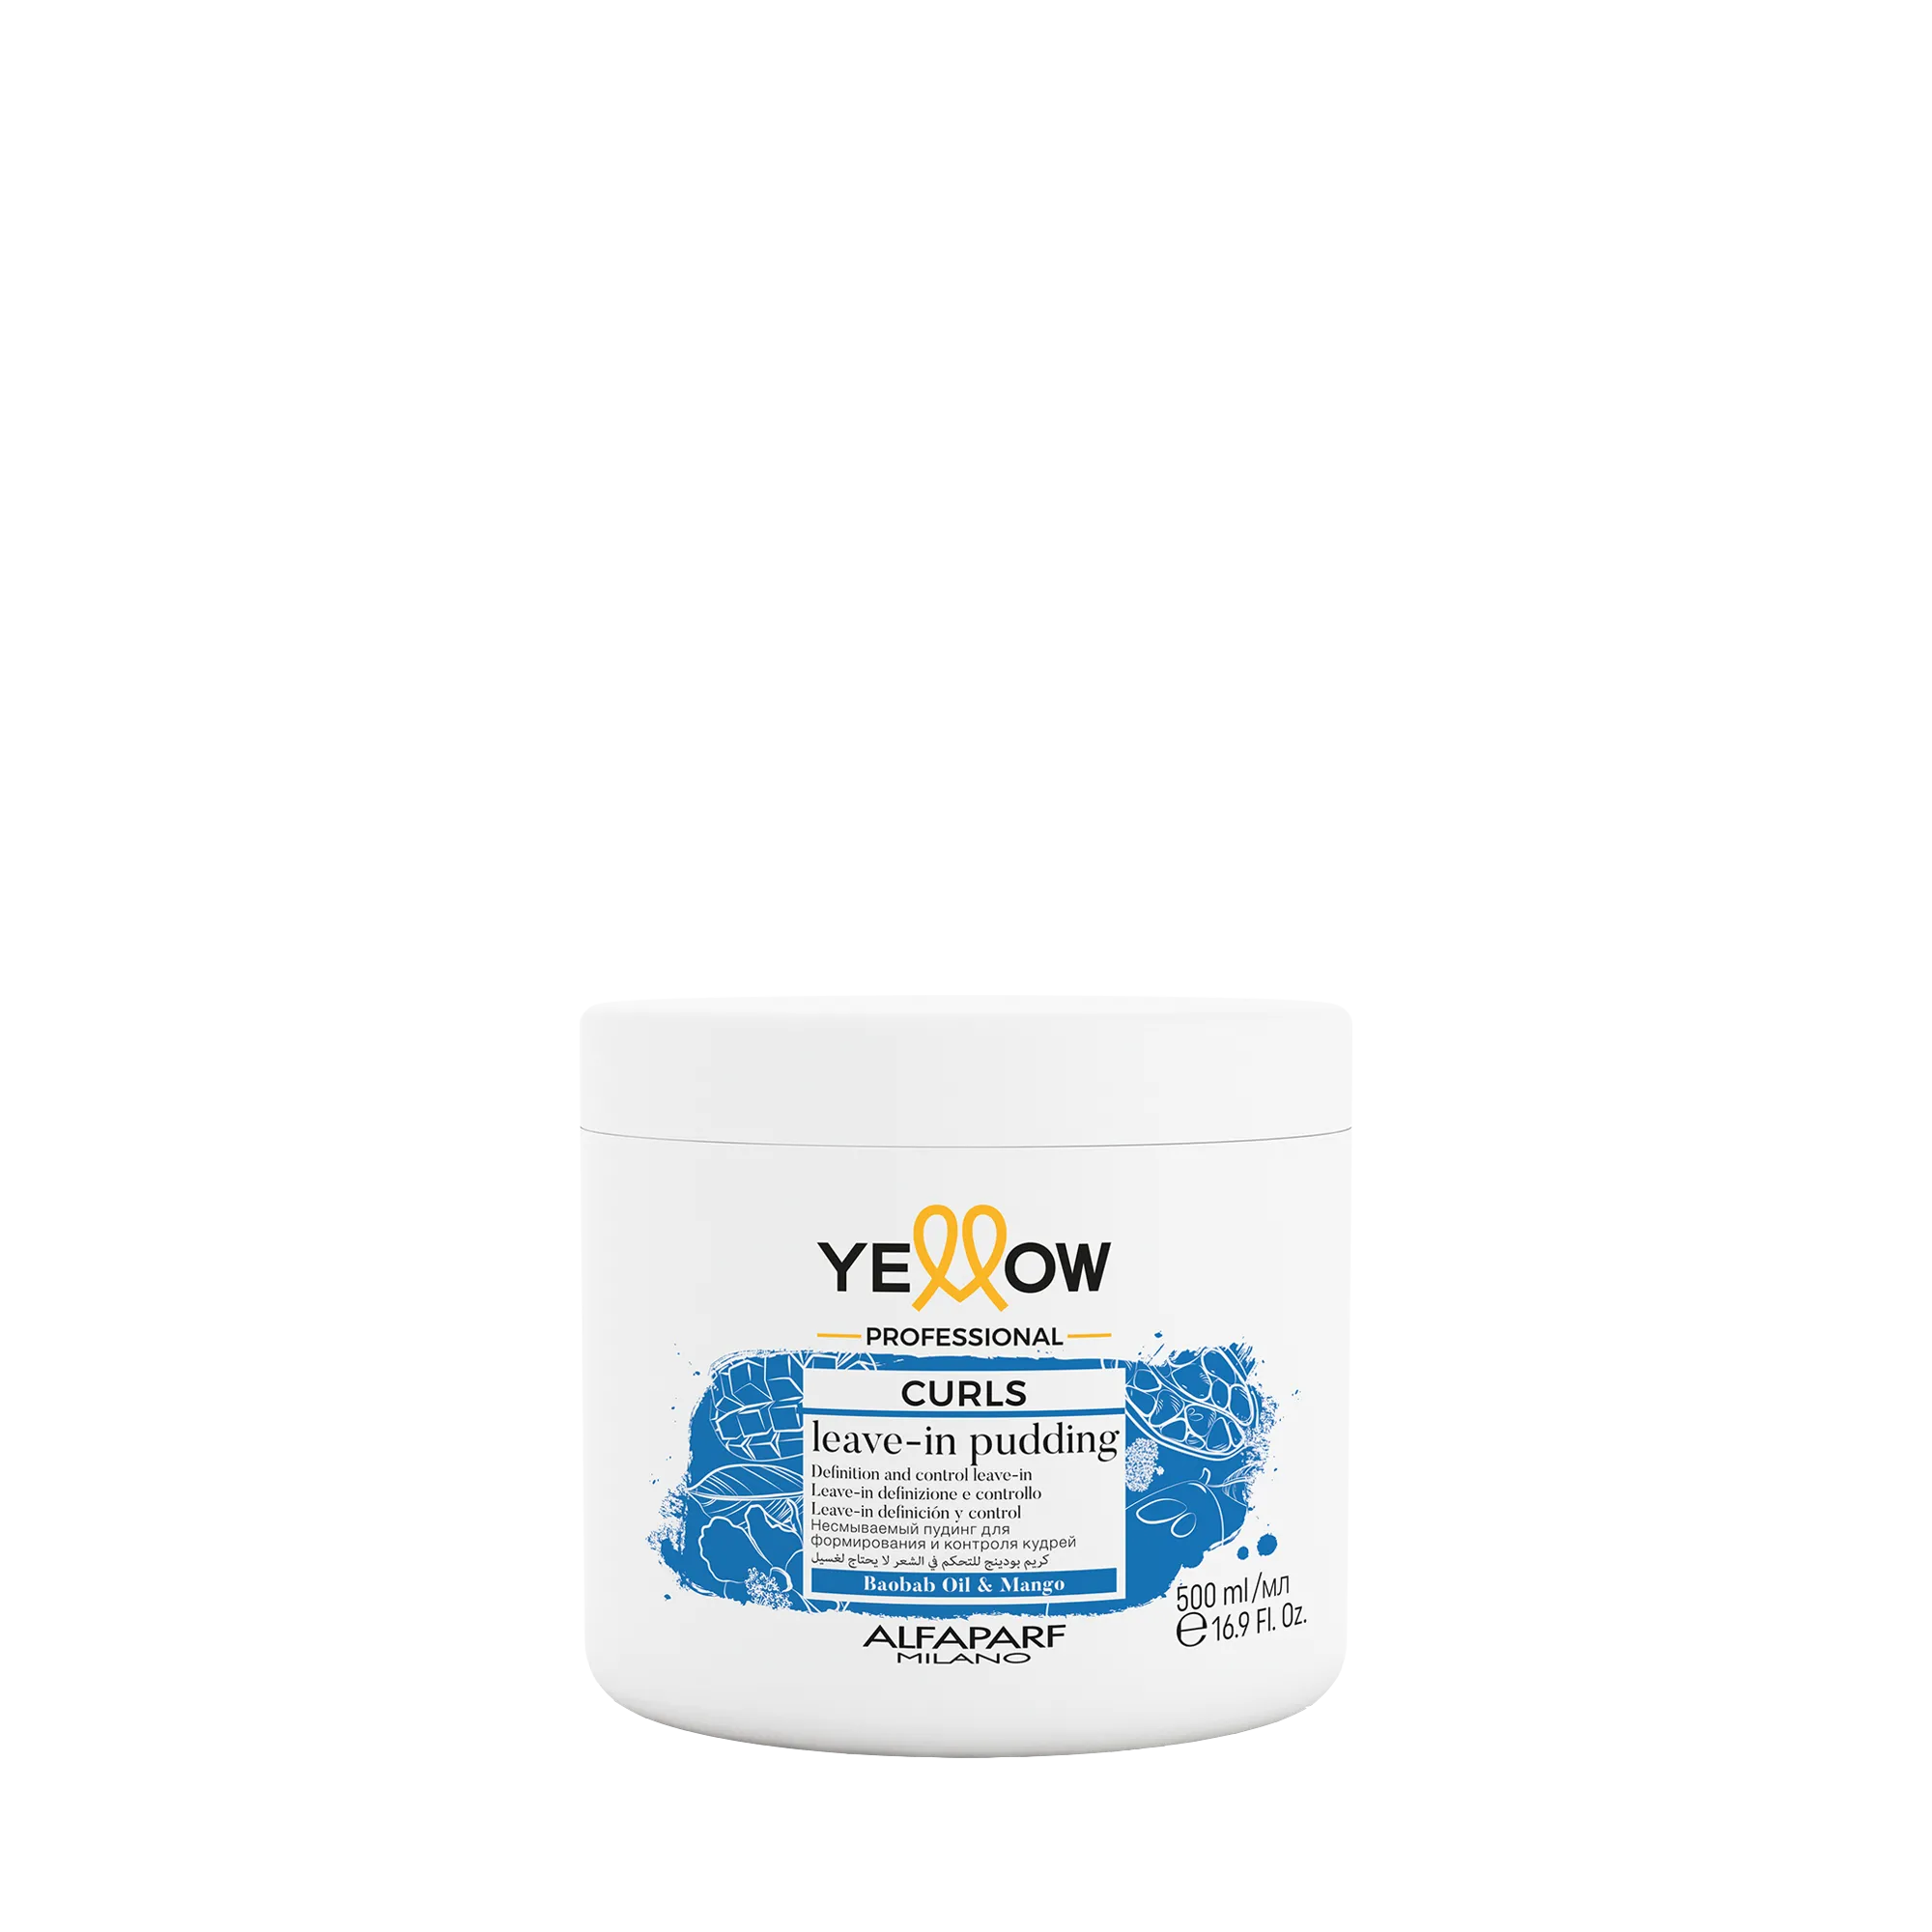 YELLOW
PROFESSIONAL
CURLS
leave-in pudding
Definition and control leave-in
Leave-in definizione e controllo
Leave-in definición y control
Несмываемый пудинг для
формирования и контроля кудрей
كريم بودينج للتحكم في الشعر لا يحتاج لغسيل
Baobab Oil & Mango
500 ml/мл
℮ 16.9 Fl. Oz.
ALFAPARF
MILANO